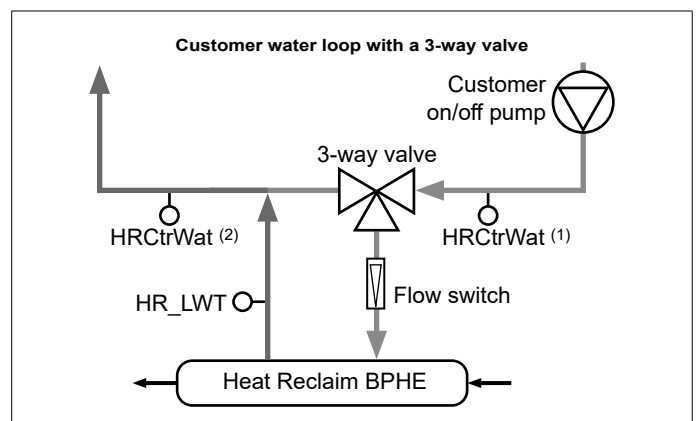 Customer water loop with a 3-way valve
Customer
on/off pump
3-way valve
HRCtrWat (2)
HRCtrWat (1)
HR_LWT
Flow switch
Heat Reclaim BPHE